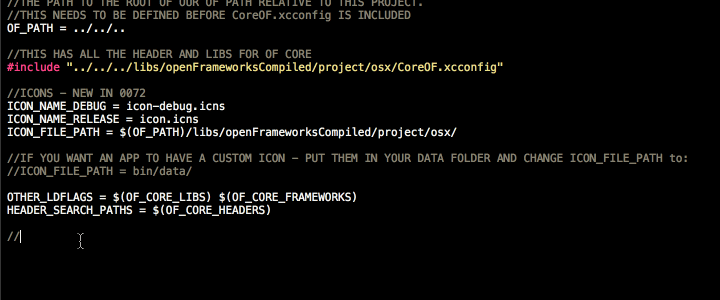 //THE PATH TO THE ROOT OF OUR OF PATH RELATIVE TO THIS PROJECT.
//THIS NEEDS TO BE DEFINED BEFORE CoreOF.xcconfig IS INCLUDED
OF_PATH = ../../..
//THIS HAS ALL THE HEADER AND LIBS FOR OF CORE
#include "../../../libs/openFrameworksCompiled/project/osx/CoreOF.xcconfig"
//ICONS - NEW IN 0072
ICON_NAME_DEBUG = icon-debug.icns
ICON_NAME_RELEASE = icon.icns
ICON_FILE_PATH = $(OF_PATH)/libs/openFrameworksCompiled/project/osx/
//IF YOU WANT AN APP TO HAVE A CUSTOM ICON - PUT THEM IN YOUR DATA FOLDER AND CHANGE ICON_FILE_PATH to:
//ICON_FILE_PATH = bin/data/
OTHER_LDFLAGS = $(OF_CORE_LIBS) $(OF_CORE_FRAMEWORKS)
HEADER_SEARCH_PATHS = $(OF_CORE_HEADERS)
//